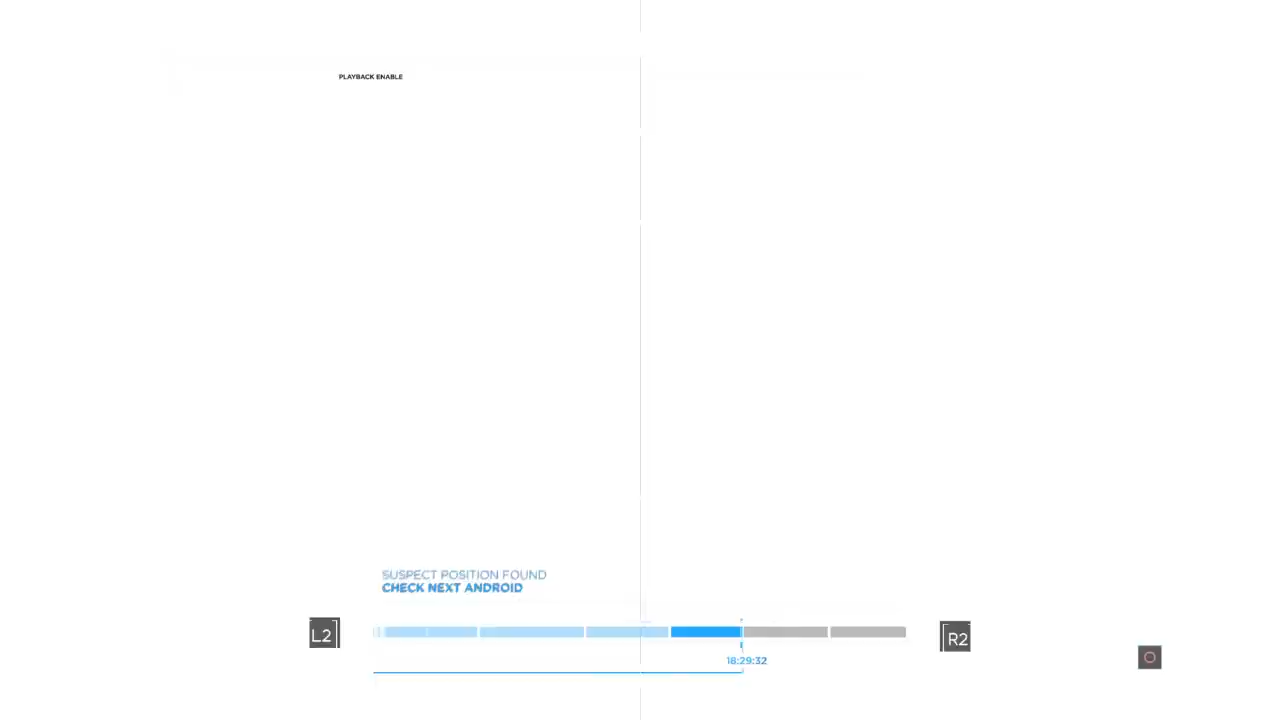 PLAYBACK ENABLE
SUSPECT POSITION FOUND
CHECK NEXT ANDROID
L2
R2
18:29:32